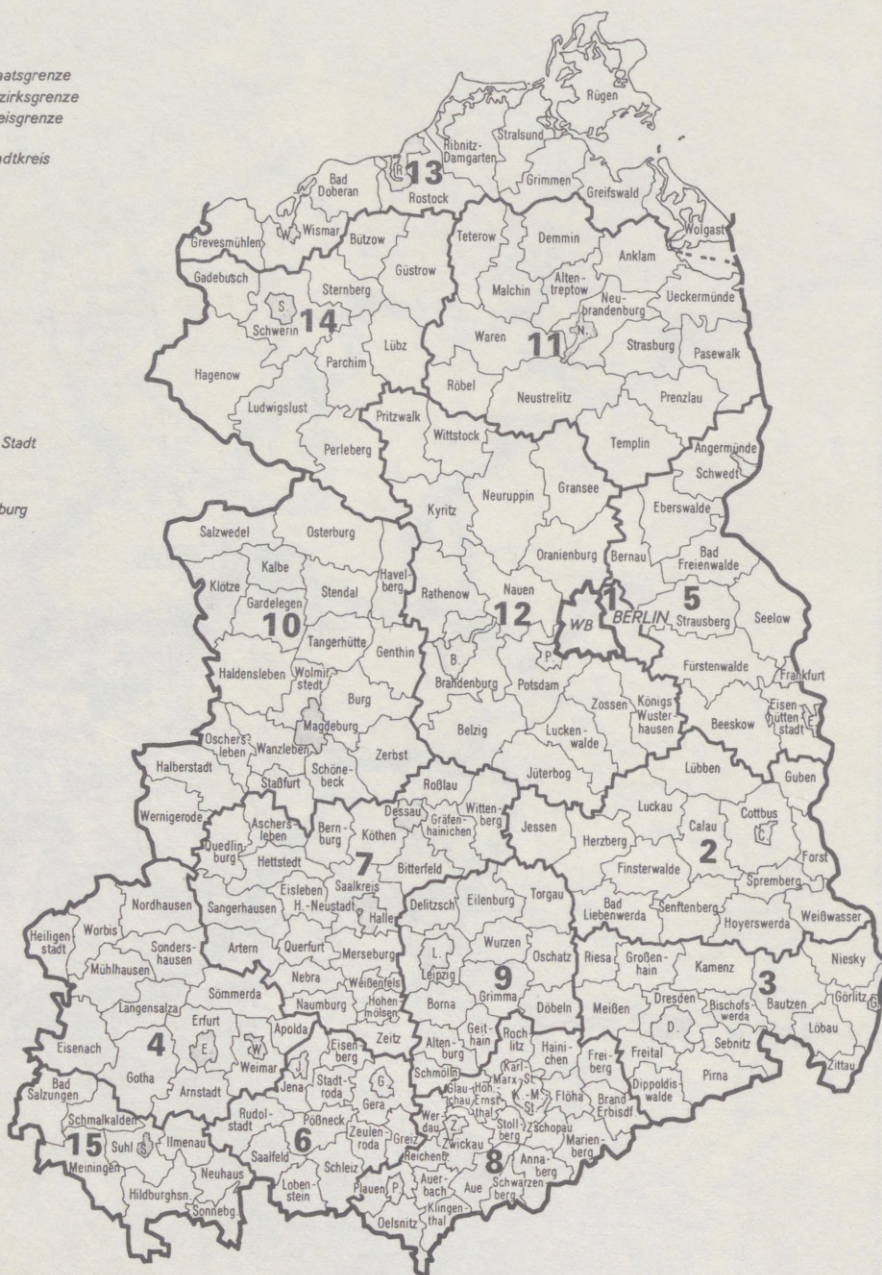 aatsgrenze
zirksgrenze
eisgrenze
adtkreis
Stadt
burg
Rügen
Stralsund
Ribnitz-
Damgarten
R
13
Bad
Doberan
Rostock
Grimmen
Greifswald
Wolgast
Grevesmühlen
W
Wismar
Bützow
Teterow
Demmin
Anklam
Gadebusch
Güstrow
Sternberg
S.
Schwerin
14
Malchin
Alten-
treptow
Neu-
brandenburg
Ueckermünde
N.
Waren
11
Strasburg
Pasewalk
Lübz
Parchim
Hagenow
Röbel
Neustrelitz
Prenzlau
Ludwigslust
Pritzwalk
Wittstock
Perleberg
Templin
Angermünde
Schwedt
Kyritz
Neuruppin
Gransee
Eberswalde
Salzwedel
Osterburg
Oranienburg
Bernau
Bad
Freienwalde
Kalbe
Klötze
Stendal
Havel-
berg
Rathenow
Nauen
12
Gardelegen
10
WB
1
BERLIN
5
Strausberg
Seelow
Tangerhütte
Genthin
Haldensleben
Wolmir-
stedt
B.
Brandenburg
P.
Potsdam
Fürstenwalde
Frankfurt
Burg
Zossen
Königs
Wuster
hausen
Beeskow
Eisen
hütten
stadt
E
Magdeburg
Belzig
Lucken-
walde
Oschers-
leben
Wanzleben
Zerbst
Jüterbog
Halberstadt
Staßfurt
Schöne-
beck
Lübben
Guben
Wernigerode
Roßlau
Luckau
Aschers-
leben
Bern-
burg
Dessau
Köthen
Gräfen-
hainichen
Witten-
berg
Jessen
Herzberg
Calau
2
Cottbus
C.
Quedlin
burg
Hettstedt
7
Bitterfeld
Finsterwalde
Forst
Spremberg
Eisleben
Saalkreis
H.-Neustadt
Halle
Delitzsch
Eilenburg
Torgau
Bad
Liebenwerda
Senftenberg
Hoyerswerda
Weißwasser
Nordhausen
Sangerhausen
Worbis
Heiligen
stadt
Sonders-
hausen
Artern
Querfurt
Merseburg
L.
Leipzig
Wurzen
9
Oschatz
Riesa
Großen-
hain
Kamenz
3
Niesky
Mühlhausen
Nebra
Weißenfels
Naumburg
Hohen
mölsen
Grimma
Borna
Döbeln
Meißen
Dresden
D.
Bischofs-
werda
Bautzen
Görlitz
G.
Löbau
Sömmerda
Langensalza
Erfurt
E.
Apolda
W.
Weimar
Zeitz
Geit-
hain
Roch-
litz
Haini-
chen
Frei-
berg
Freital
Sebnitz
Zittau
Eisenach
4
Eisen-
berg
Alten-
burg
Schmölln
Dippoldis-
walde
Pirna
Gotha
Arnstadt
J.
Jena
Stadt-
roda
G.
Gera
Glau-
chau
Hoh.
Ernst
thal
Karl-
Marx-St.
K.-M-
St.
Flöha
Brand
Erbisdf
Bad
Salzungen
Rudol-
stadt
Pößneck
Wer-
dau
Z.
Zwickau
Stoll
berg
Zschopau
Schmalkalden
Suhl
S.
Ilmenau
15
Meiningen
6
Saalfeld
Zeulen-
roda
Greiz
Reichenb.
8
Marien-
berg
Anna-
berg
Neuhaus
Loben-
stein
Schleiz
Plauen
P.
Auer-
bach
Aue
Schwarzen
berg
Hildburghsn.
Sonnebg.
Oelsnitz
Klingen-
thal